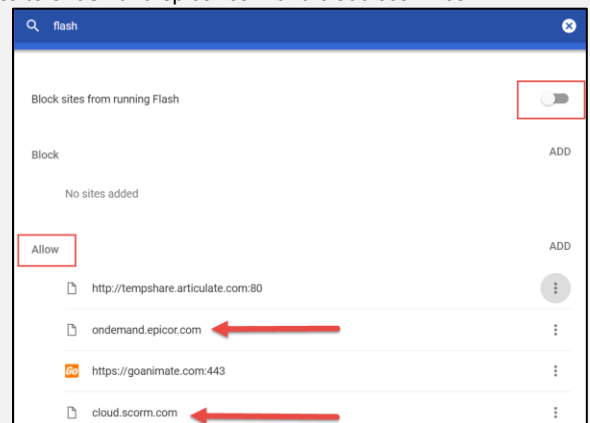 flash
Block sites from running Flash
Block ADD
No sites added
Allow ADD
http://tempshare.articulate.com:80
ondemand.epicor.com
Go https://goanimate.com:443
cloud.scorm.com